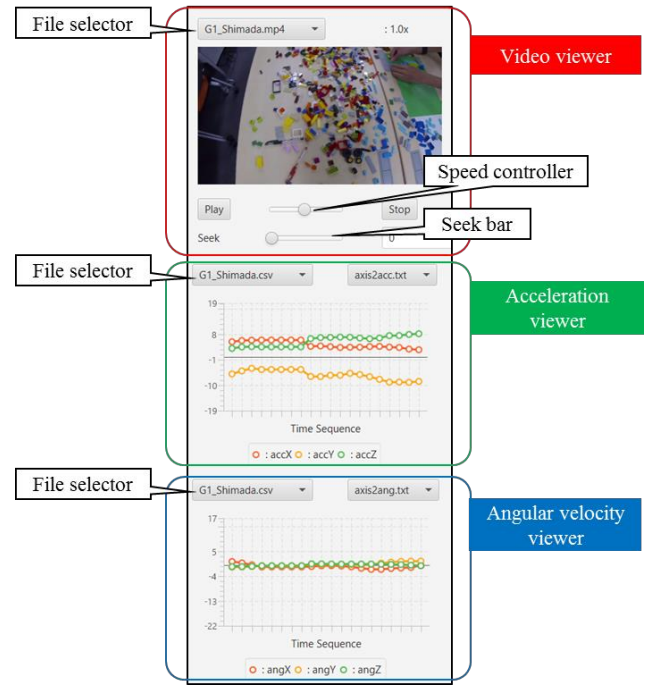 File selector
G1_Shimada.mp4
: 1.0x
Video viewer
Speed controller
Play
Stop
Seek bar
Seek
0
File selector
G1_Shimada.csv
axis2acc.txt
Acceleration
viewer
19
8
-1
-10
-19
Time Sequence
: accX : accY : accZ
File selector
G1_Shimada.csv
axis2ang.txt
Angular velocity
viewer
17
5
-4
-13
-22
Time Sequence
: angX : angY : angZ